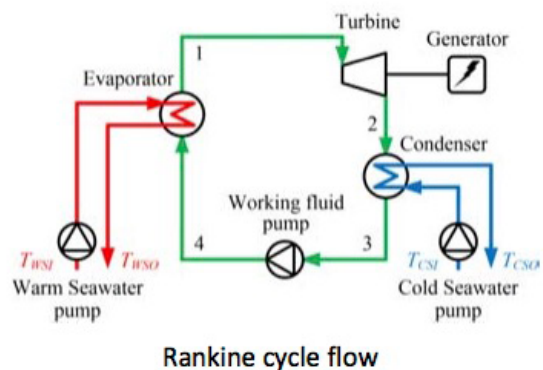 Turbine
1
Generator
Evaporator
2
Condenser
Working fluid
pump
4
3
T_WSI
T_WSO
T_CSI
T_CSO
Warm Seawater
pump
Cold Seawater
pump
Rankine cycle flow